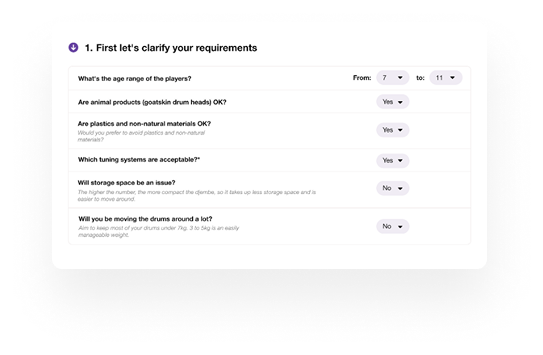 1. First let's clarify your requirements
What's the age range of the players?
From: 7 to: 11
Are animal products (goatskin drum heads) OK?
Yes
Are plastics and non-natural materials OK?
Would you prefer to avoid plastics and non-natural
materials?
Yes
Which tuning systems are acceptable?*
Yes
Will storage space be an issue?
The higher the number, the more compact the djembe, so it takes up less storage space and is
easier to move around.
No
Will you be moving the drums around a lot?
Aim to keep most of your drums under 7kg. 3 to 5kg is an easily
manageable weight.
No